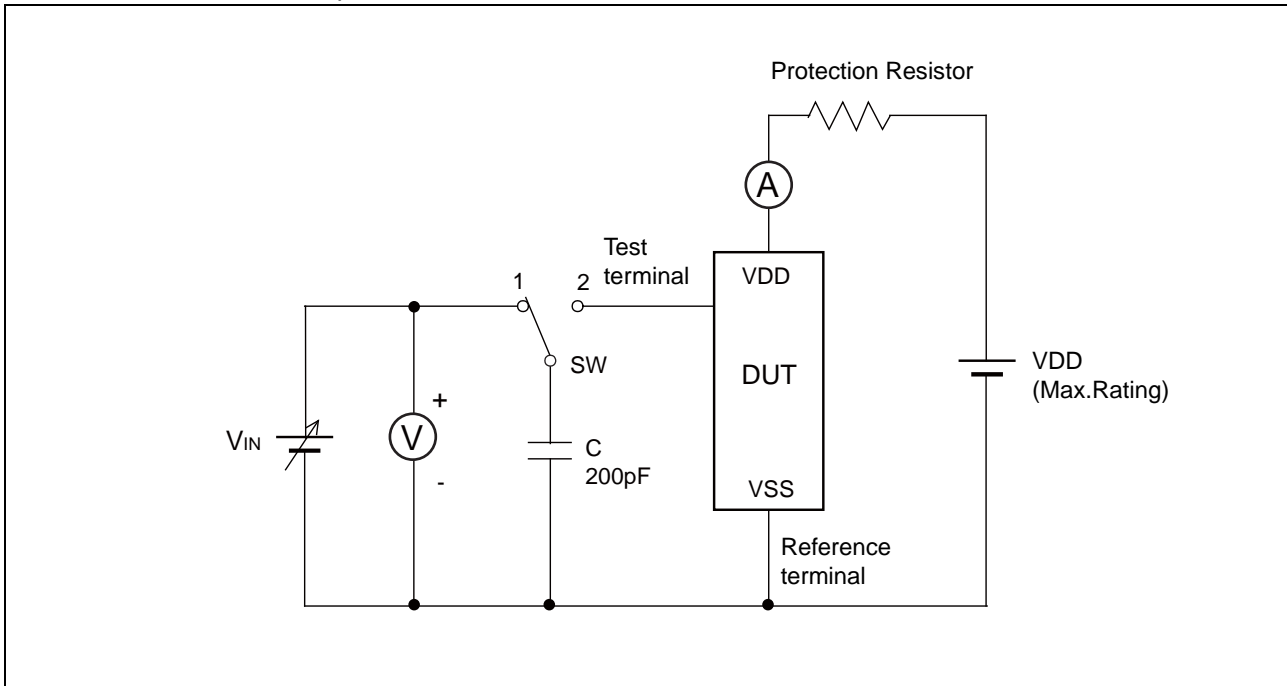 Protection Resistor
A
Test
terminal
1
2
VDD
SW
DUT
VDD
(Max.Rating)
+
V
-
VIN
C
200pF
VSS
Reference
terminal